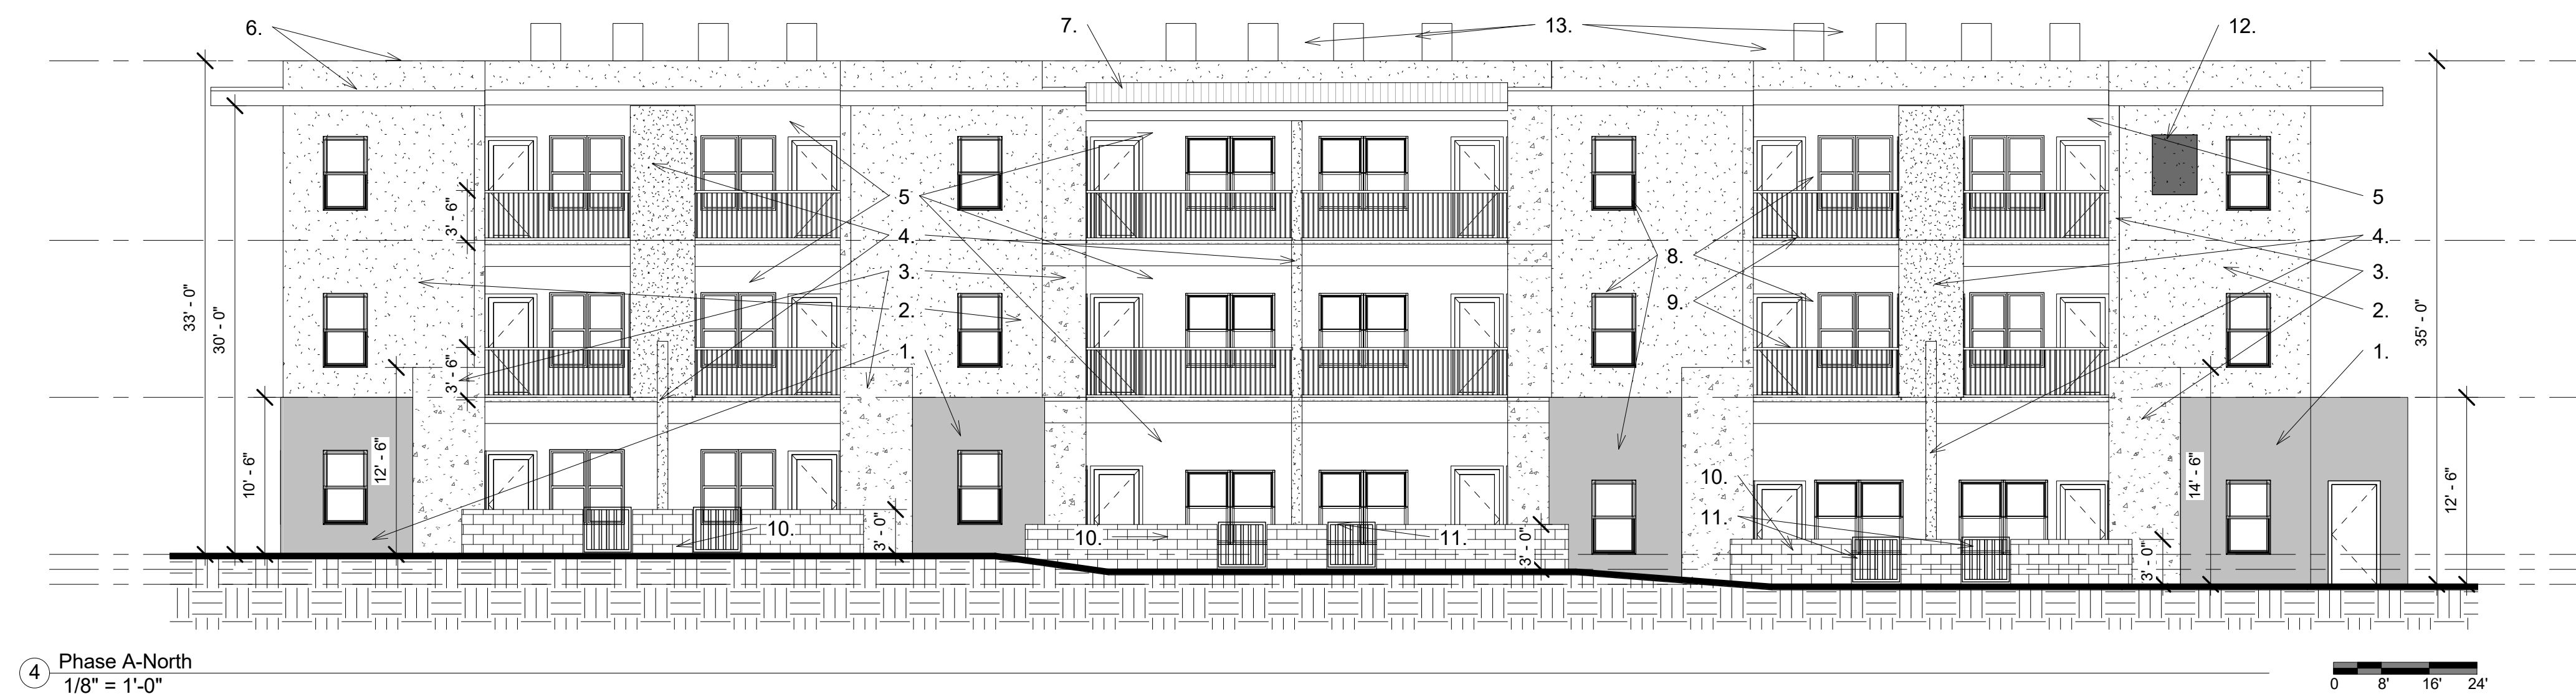 6.
7.
13.
12.
5
5
4.
4.
3.
3.
8.
9.
2.
2.
1.
1.
33' - 0"
30' - 0"
3' - 6"
3' - 6"
35' - 0"
10' - 6"
12' - 6"
14' - 6"
12' - 6"
10.
11.
10.
10.
11.
3' - 0"
3' - 0"
3' - 0"
4
Phase A-North
1/8" = 1'-0"
0 8' 16' 24'